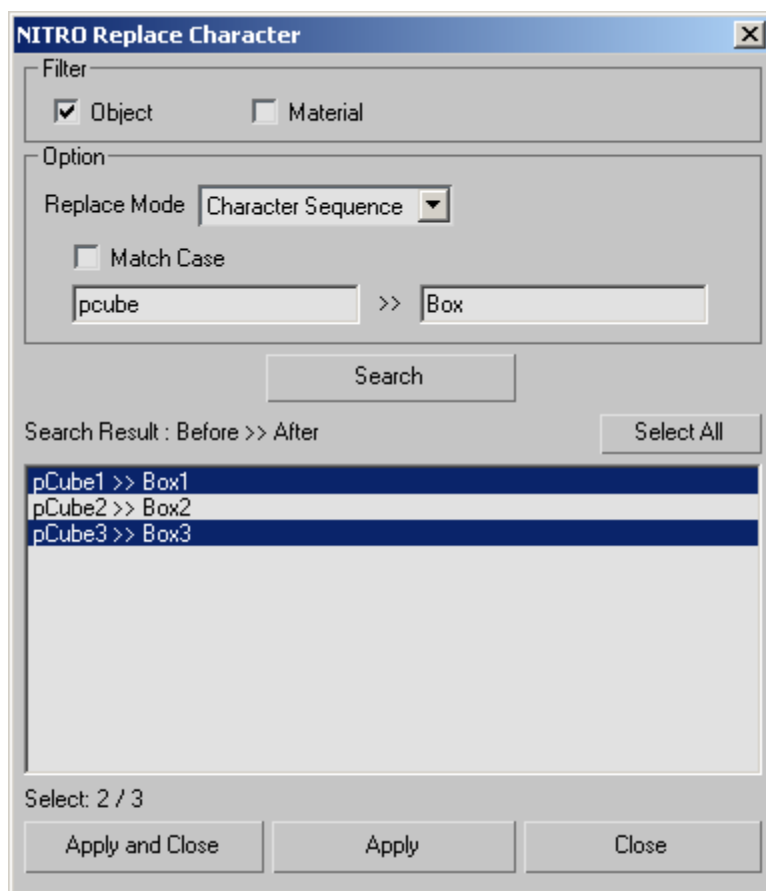 NITRO Replace Character
Filter
Object Material
Option
Replace Mode Character Sequence
Match Case
pcube >> Box
Search
Search Result : Before >> After Select All
pCube1 >> Box1
pCube2 >> Box2
pCube3 >> Box3
Select: 2 / 3
Apply and Close Apply Close